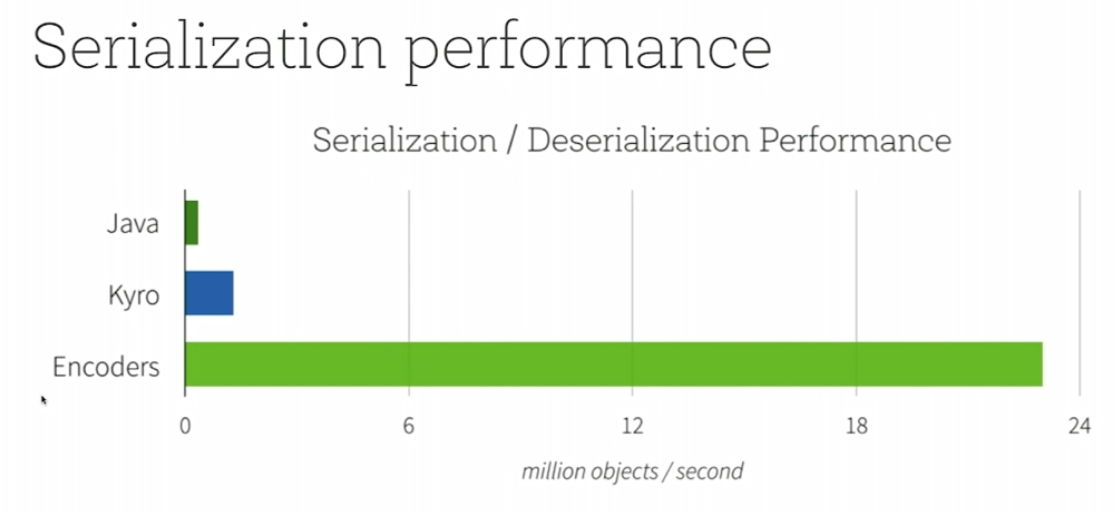 Serialization performance
Serialization / Deserialization Performance
Java
Kyro
Encoders
0 6 12 18 24
million objects / second